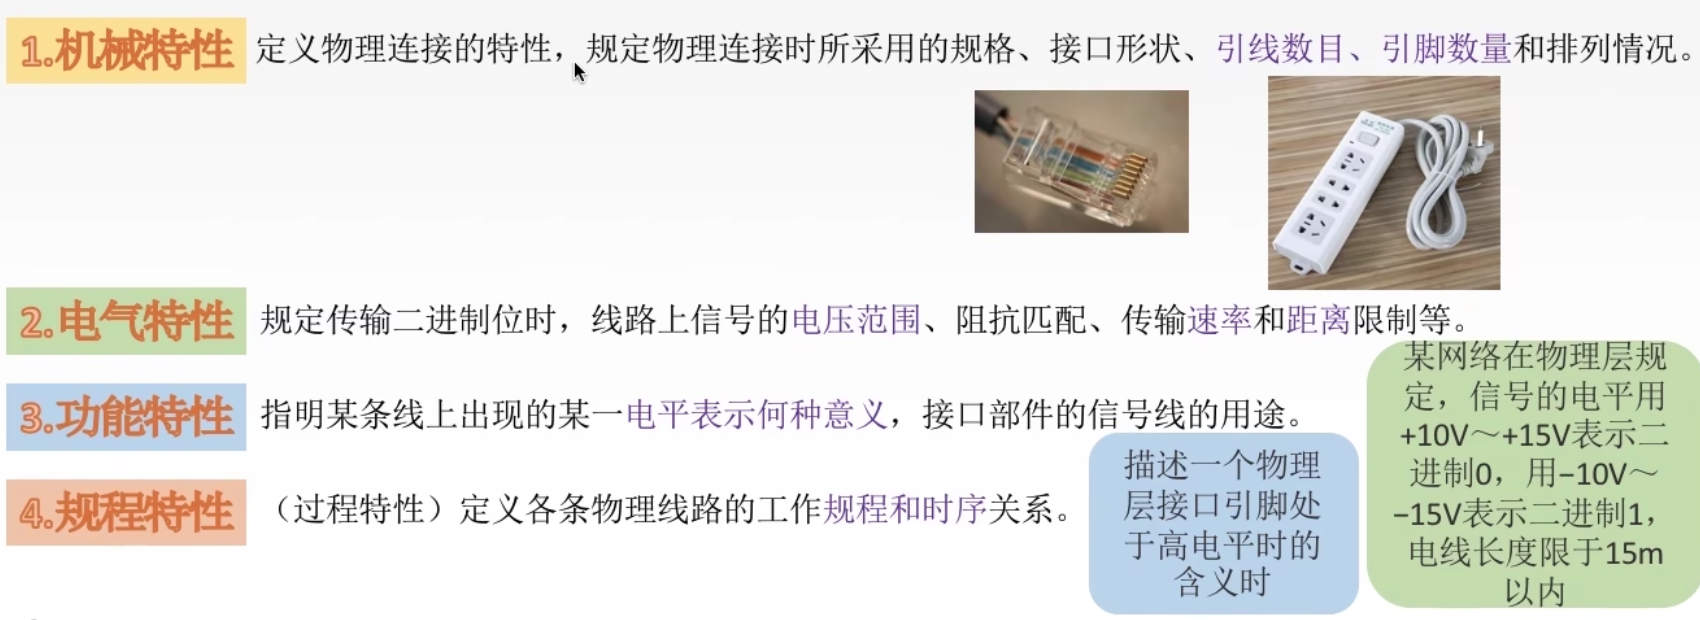 1.机械特性 定义物理连接的特性，规定物理连接时所采用的规格、接口形状、引线数目、引脚数量和排列情况。
2.电气特性 规定传输二进制位时，线路上信号的电压范围、阻抗匹配、传输速率和距离限制等。
3.功能特性 指明某条线上出现的某一电平表示何种意义，接口部件的信号线的用途。
4.规程特性 （过程特性）定义各条物理线路的工作规程和时序关系。
描述一个物理
层接口引脚处
于高电平时的
含义时
某网络在物理层规
定，信号的电平用
+10V～+15V表示二
进制0，用−10V～
−15V表示二进制1，
电线长度限于15m
以内